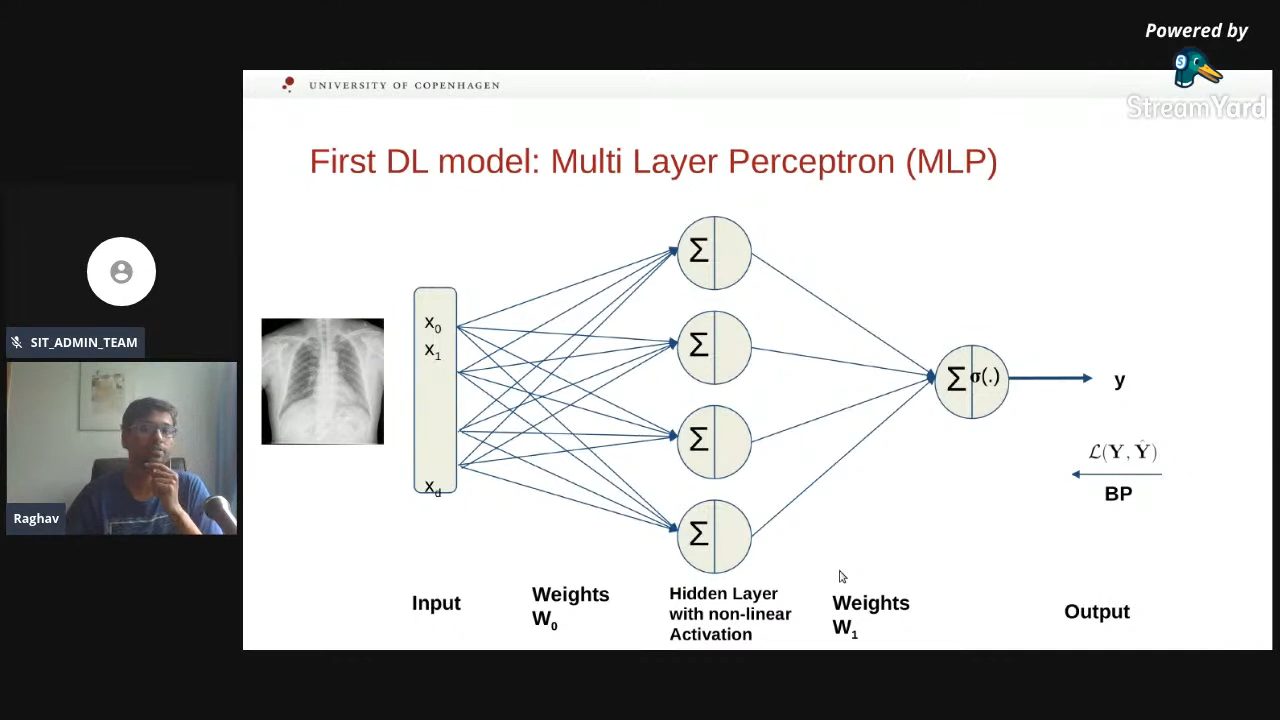 Powered by
StreamYard
UNIVERSITY OF COPENHAGEN
First DL model: Multi Layer Perceptron (MLP)
x0
x1
xd
Σ
Σ
Σ
Σ
Σ σ(.)
y
L(Y, Ŷ)
BP
Input
Weights
W0
Hidden Layer
with non-linear
Activation
Weights
W1
Output
SIT_ADMIN_TEAM
Raghav